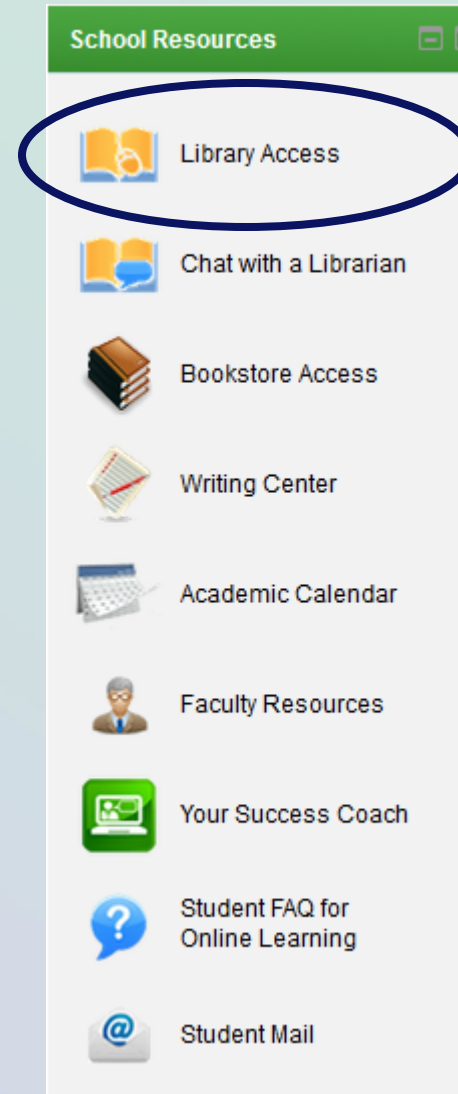 School Resources
Library Access
Chat with a Librarian
Bookstore Access
Writing Center
Academic Calendar
Faculty Resources
Your Success Coach
?
Student FAQ for
Online Learning
@
Student Mail